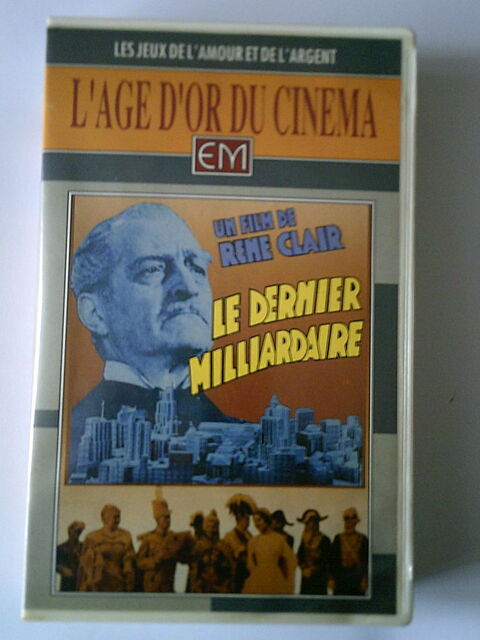 LES JEUX DE L'AMOUR ET DE L'ARGENT
L'AGE D'OR DU CINEMA
EM
UN FILM DE
RENE CLAIR
LE DERNIER
MILLIARDAIRE